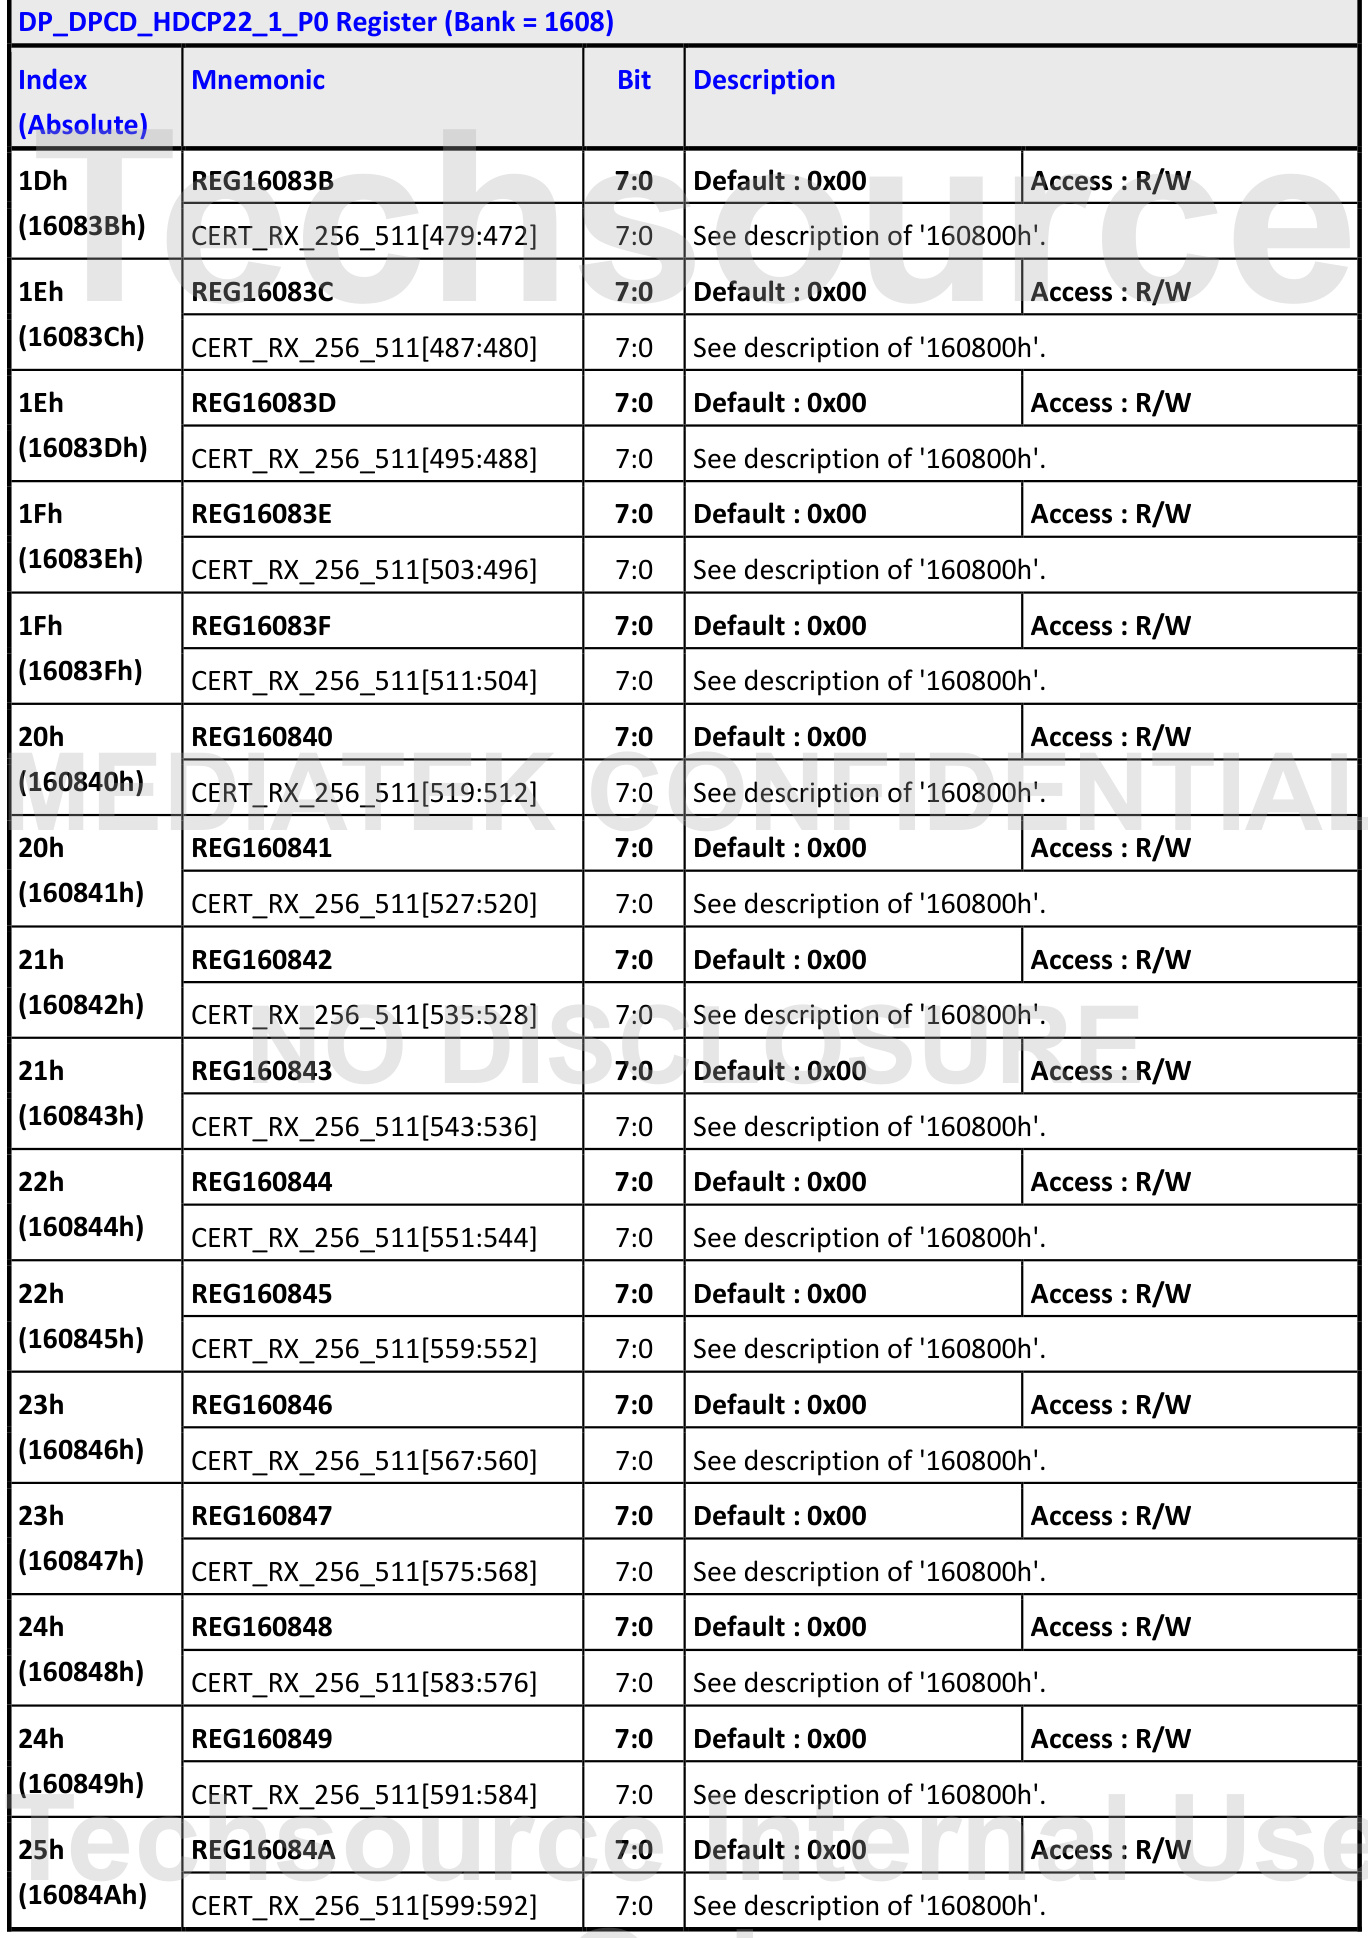 DP_DPCD_HDCP22_1_P0 Register (Bank = 1608)
Index Mnemonic Bit Description
(Absolute)
1Dh REG16083B 7:0 Default : 0x00 Access : R/W
(16083Bh) CERT_RX_256_511[479:472] 7:0 See description of '160800h'.
Techsource
1Eh REG16083C 7:0 Default : 0x00 Access : R/W
(16083Ch) CERT_RX_256_511[487:480] 7:0 See description of '160800h'.
1Eh REG16083D 7:0 Default : 0x00 Access : R/W
(16083Dh) CERT_RX_256_511[495:488] 7:0 See description of '160800h'.
1Fh REG16083E 7:0 Default : 0x00 Access : R/W
(16083Eh) CERT_RX_256_511[503:496] 7:0 See description of '160800h'.
1Fh REG16083F 7:0 Default : 0x00 Access : R/W
(16083Fh) CERT_RX_256_511[511:504] 7:0 See description of '160800h'.
20h REG160840 7:0 Default : 0x00 Access : R/W
(160840h) CERT_RX_256_511[519:512] 7:0 See description of '160800h'.
MEDIATEK CONFIDENTIAL
20h REG160841 7:0 Default : 0x00 Access : R/W
(160841h) CERT_RX_256_511[527:520] 7:0 See description of '160800h'.
21h REG160842 7:0 Default : 0x00 Access : R/W
(160842h) CERT_RX_256_511[535:528] 7:0 See description of '160800h'.
NO DISCLOSURE
21h REG160843 7:0 Default : 0x00 Access : R/W
(160843h) CERT_RX_256_511[543:536] 7:0 See description of '160800h'.
22h REG160844 7:0 Default : 0x00 Access : R/W
(160844h) CERT_RX_256_511[551:544] 7:0 See description of '160800h'.
22h REG160845 7:0 Default : 0x00 Access : R/W
(160845h) CERT_RX_256_511[559:552] 7:0 See description of '160800h'.
23h REG160846 7:0 Default : 0x00 Access : R/W
(160846h) CERT_RX_256_511[567:560] 7:0 See description of '160800h'.
23h REG160847 7:0 Default : 0x00 Access : R/W
(160847h) CERT_RX_256_511[575:568] 7:0 See description of '160800h'.
24h REG160848 7:0 Default : 0x00 Access : R/W
(160848h) CERT_RX_256_511[583:576] 7:0 See description of '160800h'.
24h REG160849 7:0 Default : 0x00 Access : R/W
(160849h) CERT_RX_256_511[591:584] 7:0 See description of '160800h'.
Techsource Internal Use
25h REG16084A 7:0 Default : 0x00 Access : R/W
(16084Ah) CERT_RX_256_511[599:592] 7:0 See description of '160800h'.